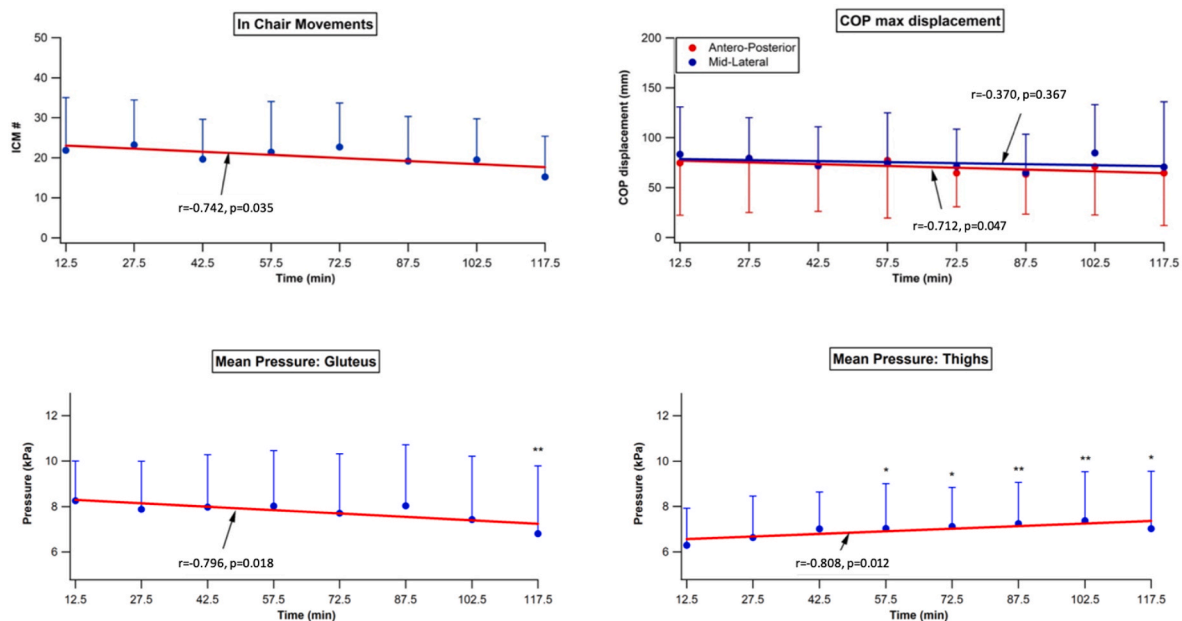 In Chair Movements
50
40
30
20
10
0
ICM #
r=-0.742, p=0.035
12.5 27.5 42.5 57.5 72.5 87.5 102.5 117.5
Time (min)
COP max displacement
200
150
100
50
0
COP displacement (mm)
Antero-Posterior
Mid-Lateral
r=-0.370, p=0.367
r=-0.712, p=0.047
12.5 27.5 42.5 57.5 72.5 87.5 102.5 117.5
Time (min)
Mean Pressure: Gluteus
12
10
8
6
Pressure (kPa)
**
r=-0.796, p=0.018
12.5 27.5 42.5 57.5 72.5 87.5 102.5 117.5
Time (min)
Mean Pressure: Thighs
12
10
8
6
Pressure (kPa)
* * ** ** *
r=-0.808, p=0.012
12.5 27.5 42.5 57.5 72.5 87.5 102.5 117.5
Time (min)